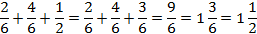 2/6 + 4/6 + 1/2 = 2/6 + 4/6 + 3/6 = 9/6 = 1 3/6 = 1 1/2